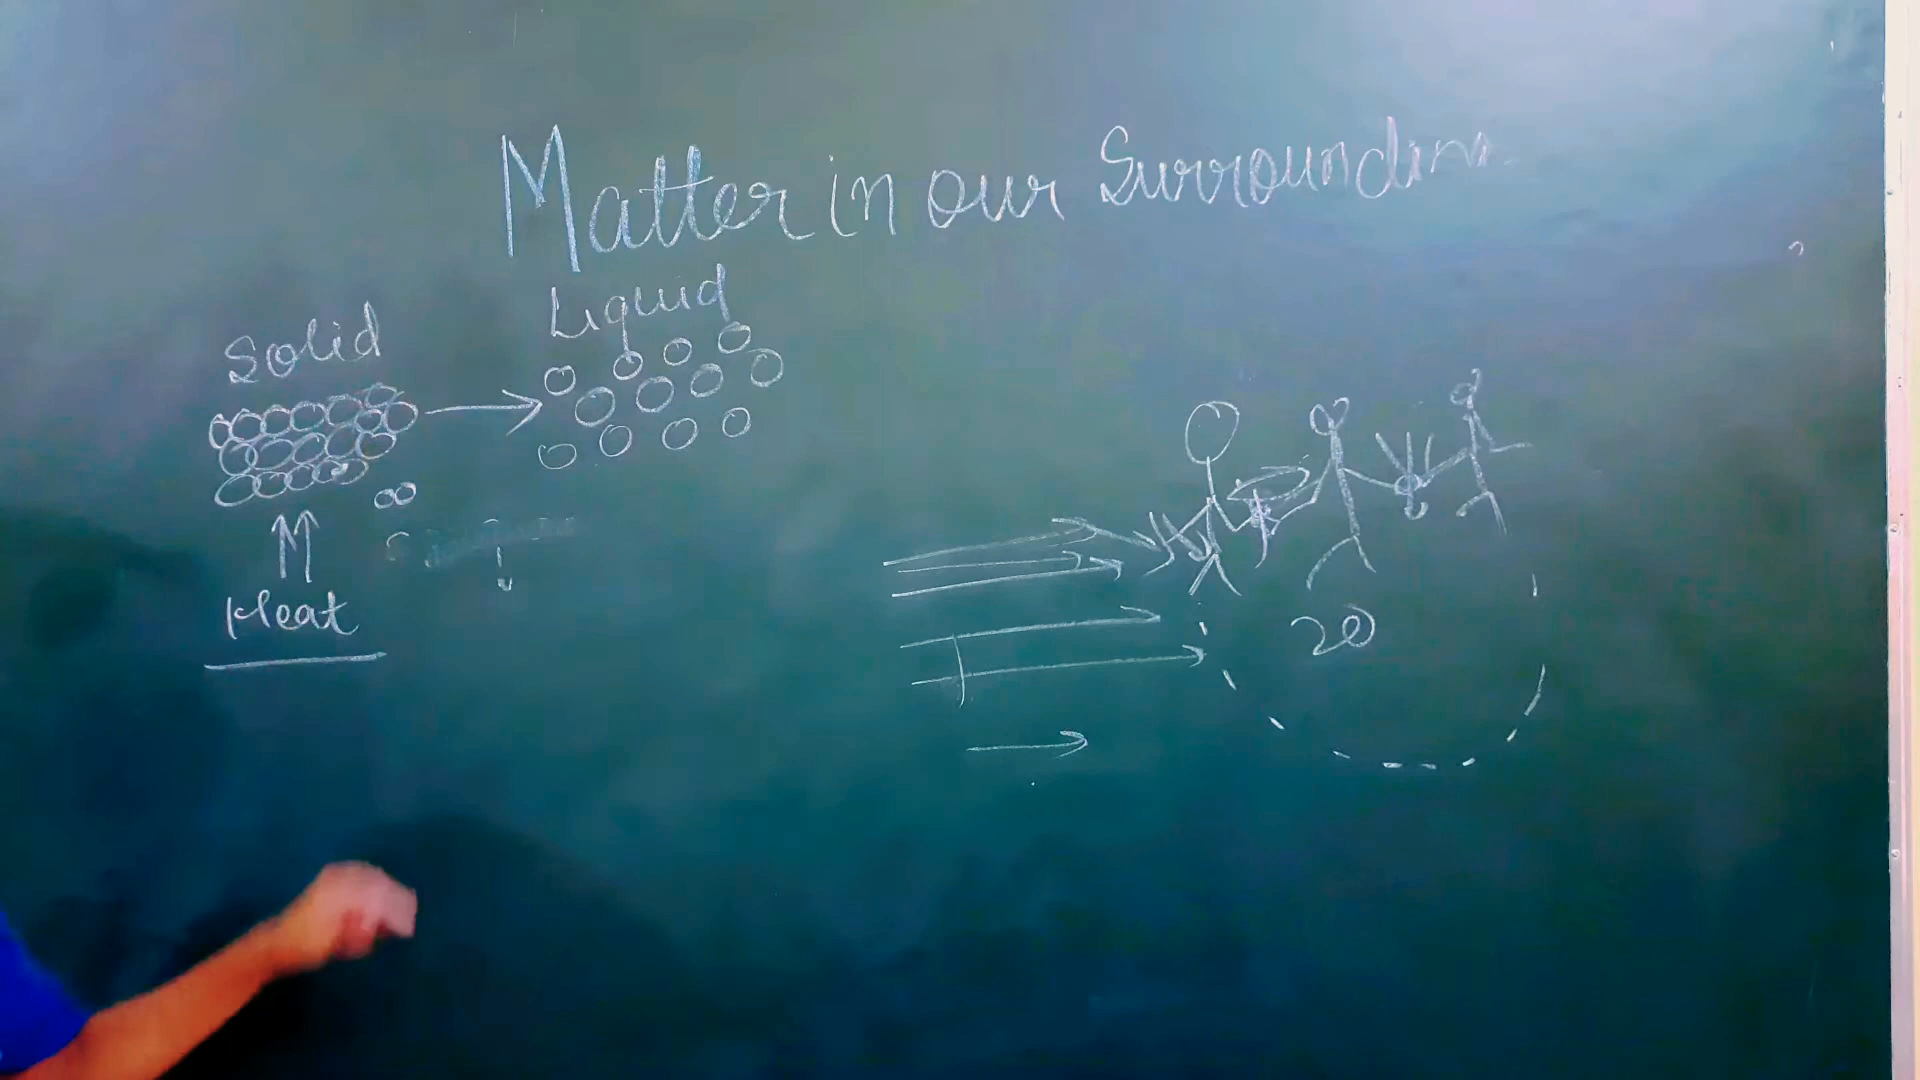 Matter in our Surroundin
Liquid
Solid
Heat
20